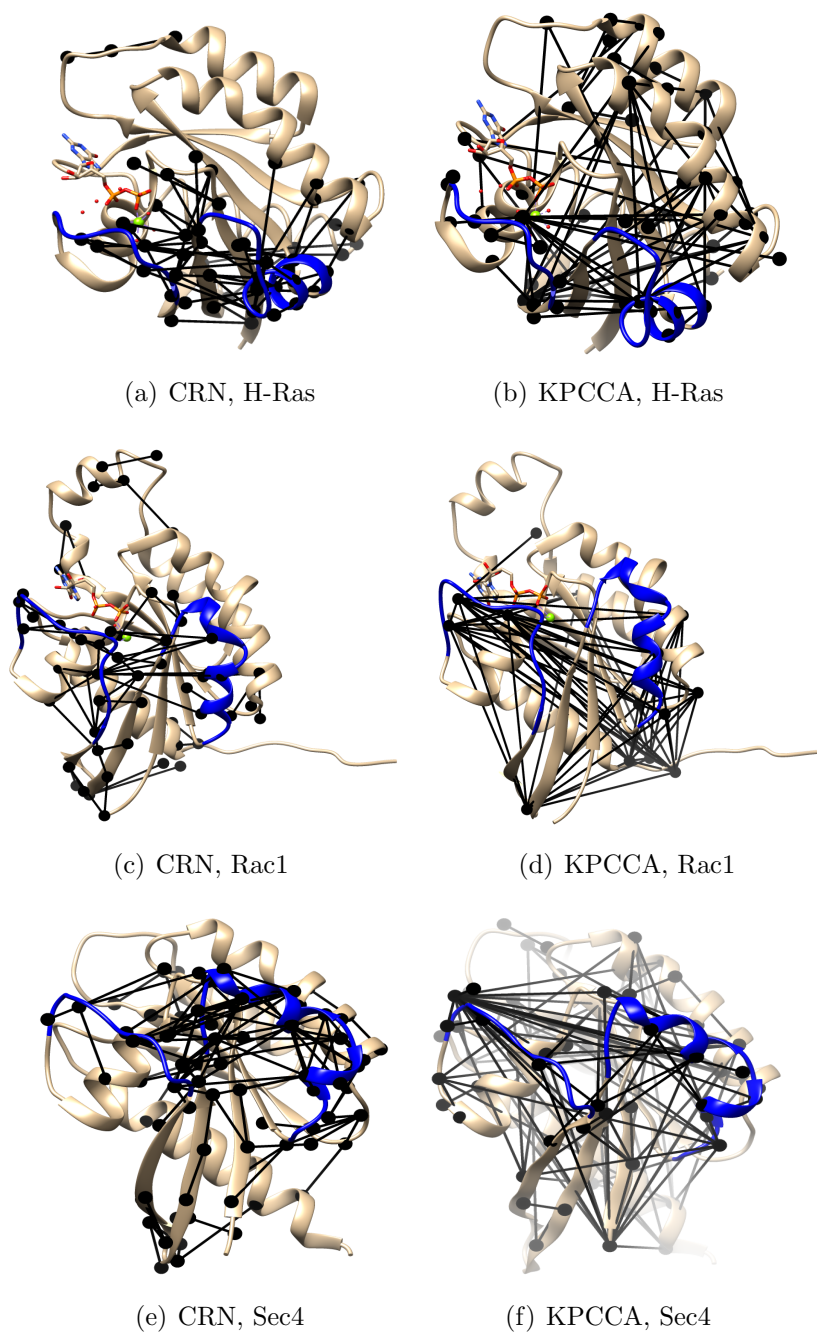 (a) CRN, H-Ras
(b) KPCCA, H-Ras
(c) CRN, Rac1
(d) KPCCA, Rac1
(e) CRN, Sec4
(f) KPCCA, Sec4